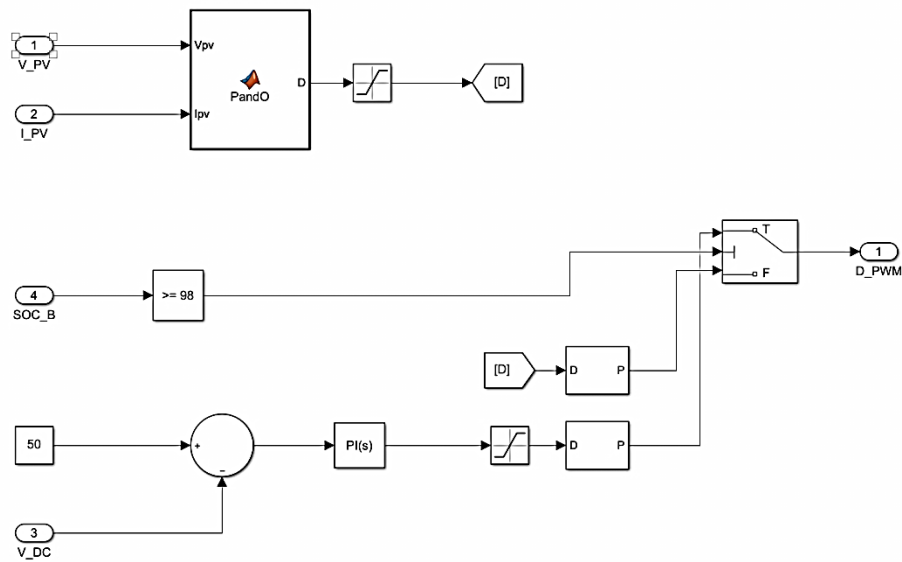 1
V_PV
2
I_PV
Vpv
Ipv
D
PandO
[D]
4
SOC_B
>= 98
T
F
1
D_PWM
[D]
D
P
50
+
−
PI(s)
D
P
3
V_DC